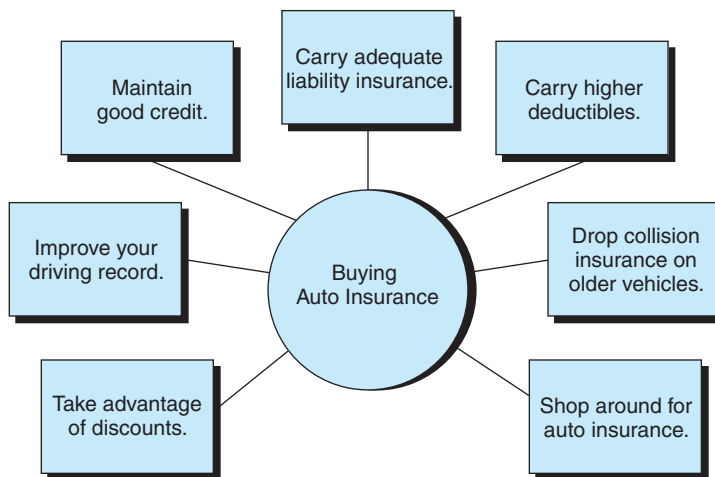 Carry adequate
liability insurance.
Maintain
good credit.
Carry higher
deductibles.
Improve your
driving record.
Buying
Auto Insurance
Drop collision
insurance on
older vehicles.
Take advantage
of discounts.
Shop around for
auto insurance.